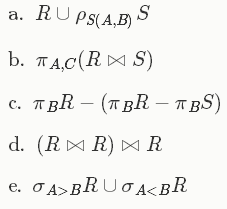 a. R ∪ ρ_{S(A,B)} S
b. π_{A,C}(R ⋈ S)
c. π_B R − (π_B R − π_B S)
d. (R ⋈ R) ⋈ R
e. σ_{A>B} R ∪ σ_{A<B} R